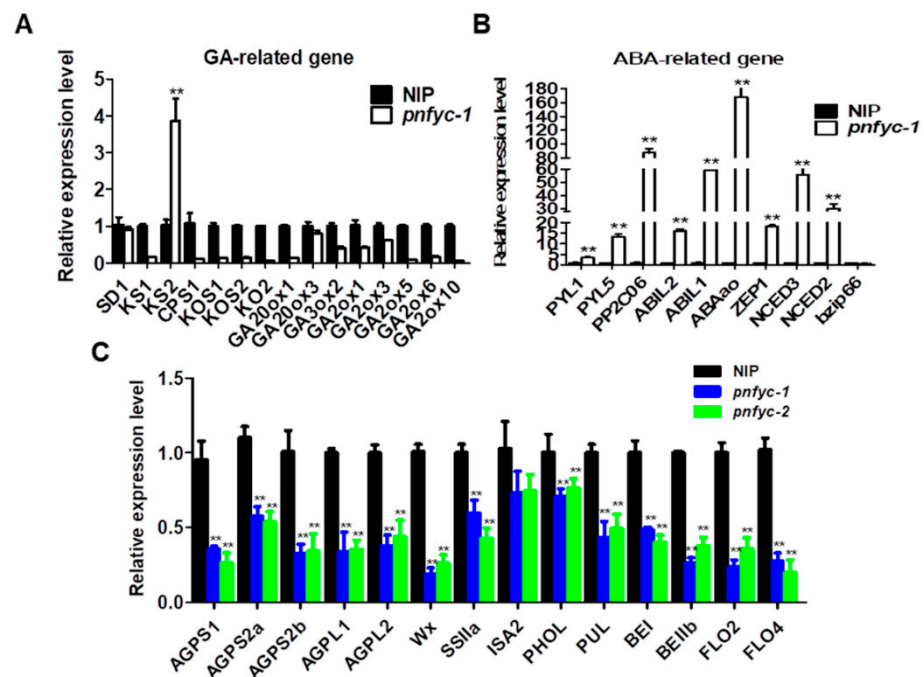 A
GA-related gene
NIP
pnfyc-1
Relative expression level
5
4
3
2
1
0
**
SD1
KS1
KS2
CPS1
KOS1
KOS2
KO2
GA20ox1
GA20ox3
GA3ox2
GA2ox1
GA2ox3
GA2ox5
GA2ox6
GA2ox10
B
ABA-related gene
NIP
pnfyc-1
Relative expression level
180
160
140
120
100
80
60
40
30
20
15
10
5
0
** ** ** ** ** ** ** ** **
PYL1
PYL5
PP2C06
ABIL2
ABIL1
ABAao
ZEP1
NCED3
NCED2
bzip66
C
NIP
pnfyc-1
pnfyc-2
Relative expression level
1.5
1.0
0.5
0.0
** ** ** ** ** ** ** ** ** ** ** ** ** ** ** ** ** ** ** ** ** ** ** ** ** **
AGPS1
AGPS2a
AGPS2b
AGPL1
AGPL2
Wx
SSIIa
ISA2
PHOL
PUL
BEI
BEIIb
FLO2
FLO4